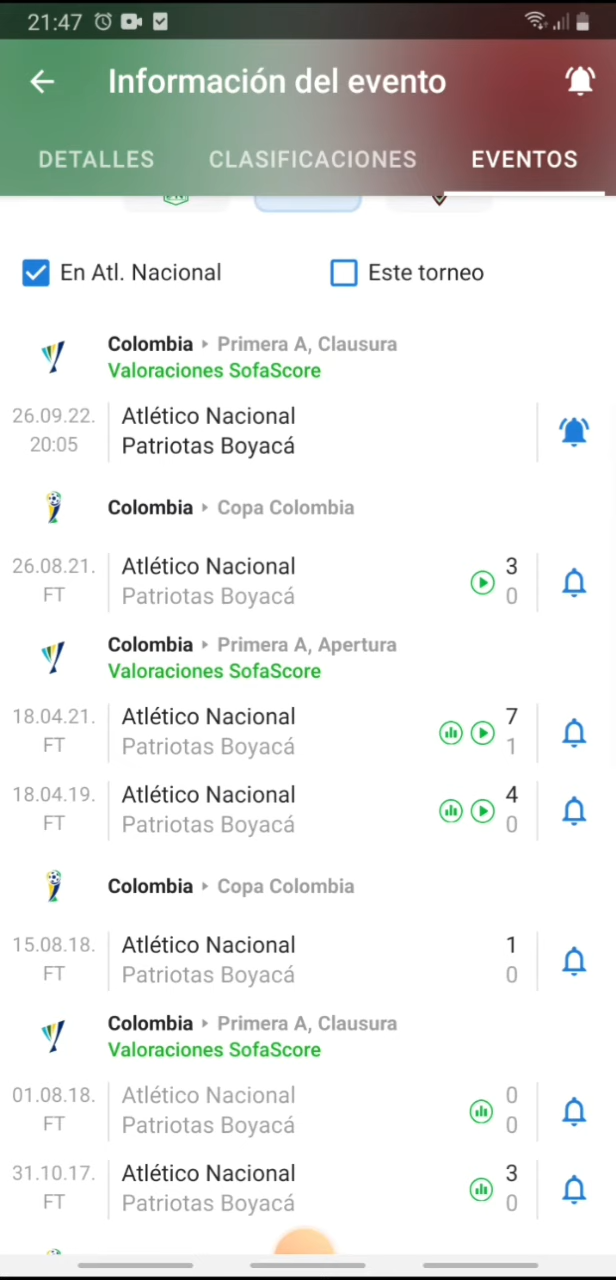 21:47
Información del evento
DETALLES CLASIFICACIONES EVENTOS
En Atl. Nacional Este torneo
Colombia Primera A, Clausura
Valoraciones SofaScore
26.09.22. Atlético Nacional
20:05 Patriotas Boyacá
Colombia Copa Colombia
26.08.21. Atlético Nacional 3
FT Patriotas Boyacá 0
Colombia Primera A, Apertura
Valoraciones SofaScore
18.04.21. Atlético Nacional 7
FT Patriotas Boyacá 1
18.04.19. Atlético Nacional 4
FT Patriotas Boyacá 0
Colombia Copa Colombia
15.08.18. Atlético Nacional 1
FT Patriotas Boyacá 0
Colombia Primera A, Clausura
Valoraciones SofaScore
01.08.18. Atlético Nacional 0
FT Patriotas Boyacá 0
31.10.17. Atlético Nacional 3
FT Patriotas Boyacá 0